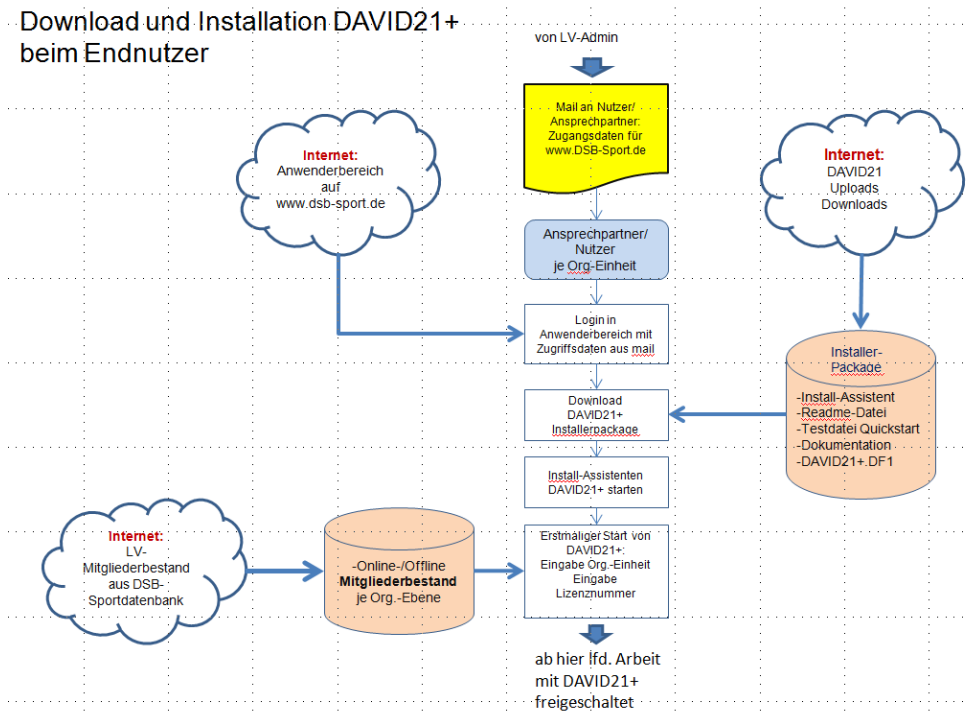 Download und Installation DAVID21+
beim Endnutzer
von LV-Admin
Mail an Nutzer/
Ansprechpartner:
Zugangsdaten für
www.DSB-Sport.de
Internet:
Anwenderbereich
auf
www.dsb-sport.de
Internet:
DAVID21
Uploads
Downloads
Ansprechpartner/
Nutzer
je Org-Einheit
Login in
Anwenderbereich mit
Zugriffsdaten aus mail
Installer-
Package
-Install-Assistent
-Readme-Datei
-Testdatei Quickstart
-Dokumentation
-DAVID21+.DF1
Download
DAVID21+
Installerpackage
Install-Assistenten
DAVID21+ starten
Internet:
LV-
Mitgliederbestand
aus DSB-
Sportdatenbank
-Online-/Offline
Mitgliederbestand
je Org.-Ebene
Erstmaliger Start von
DAVID21+:
Eingabe Org.-Einheit
Eingabe
Lizenznummer
ab hier lfd. Arbeit
mit DAVID21+
freigeschaltet